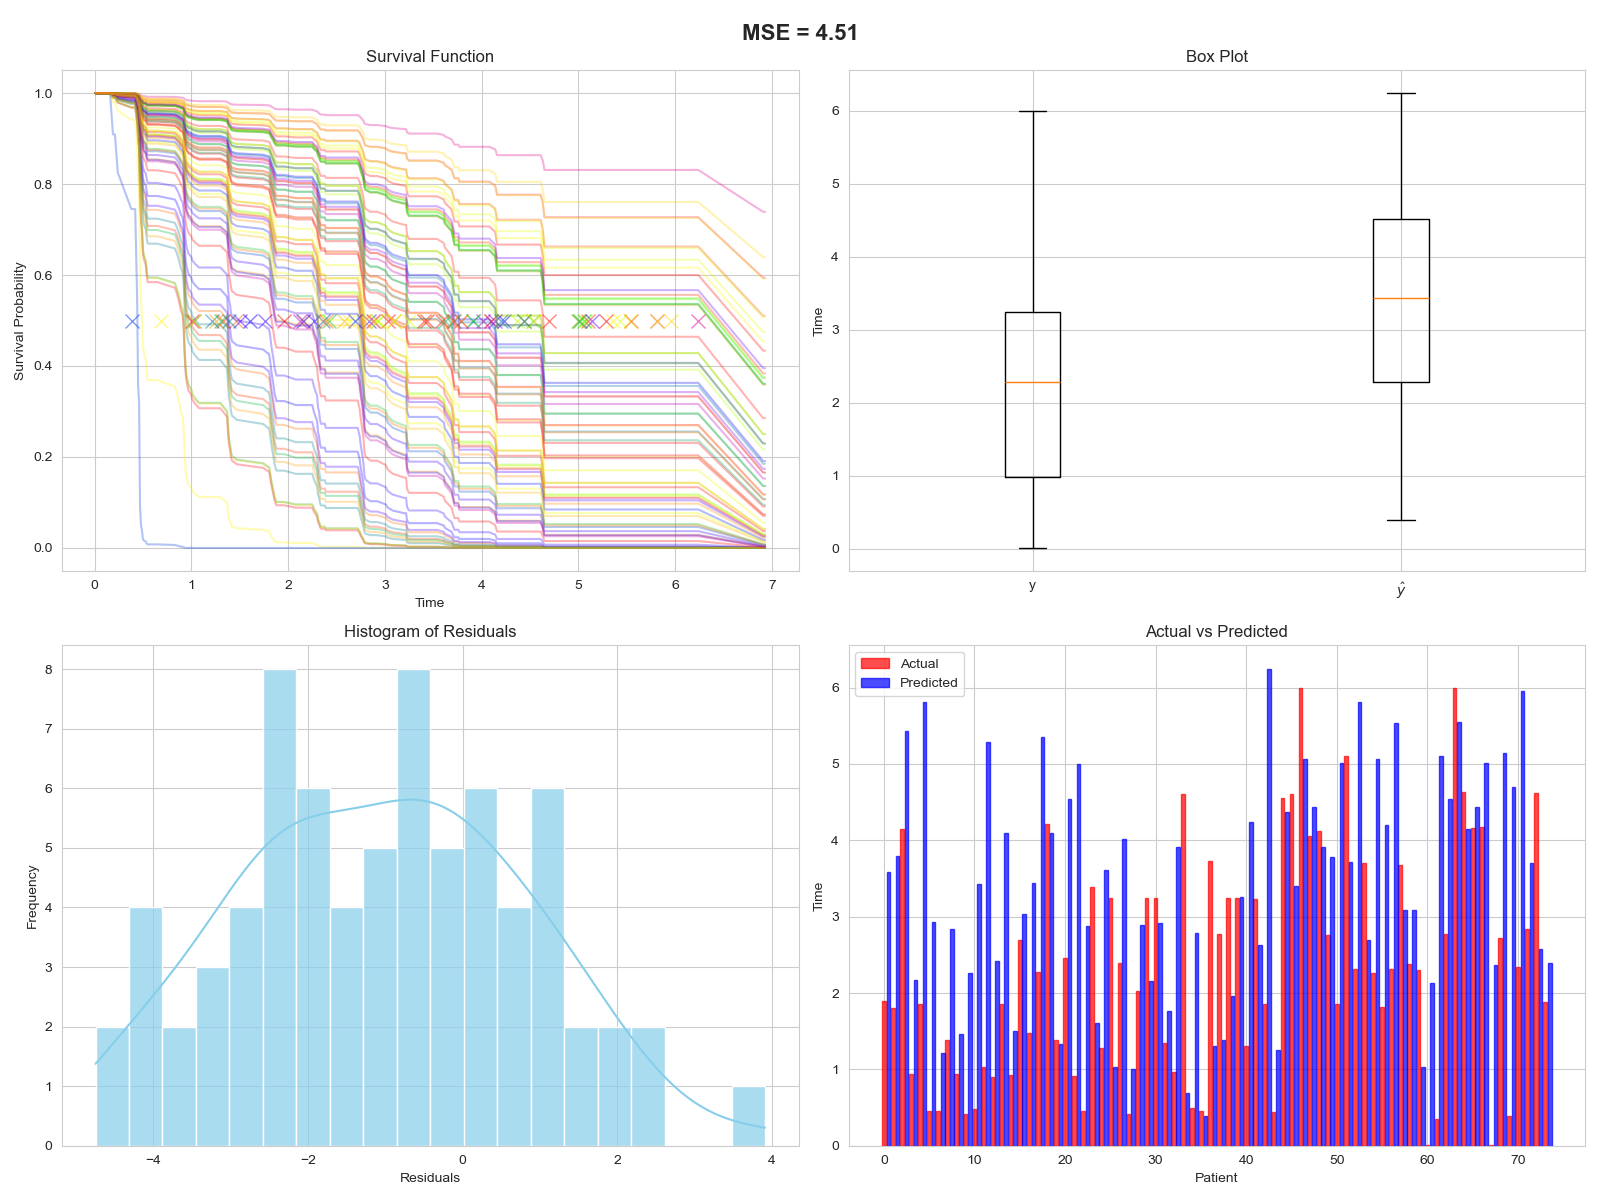 MSE = 4.51
Survival Function
Survival Probability
1.0
0.8
0.6
0.4
0.2
0.0
0 1 2 3 4 5 6 7
Time
Box Plot
Time
6
5
4
3
2
1
0
y ŷ
Histogram of Residuals
Frequency
8
7
6
5
4
3
2
1
0
−4 −2 0 2 4
Residuals
Actual vs Predicted
Actual
Predicted
Time
6
5
4
3
2
1
0
0 10 20 30 40 50 60 70
Patient